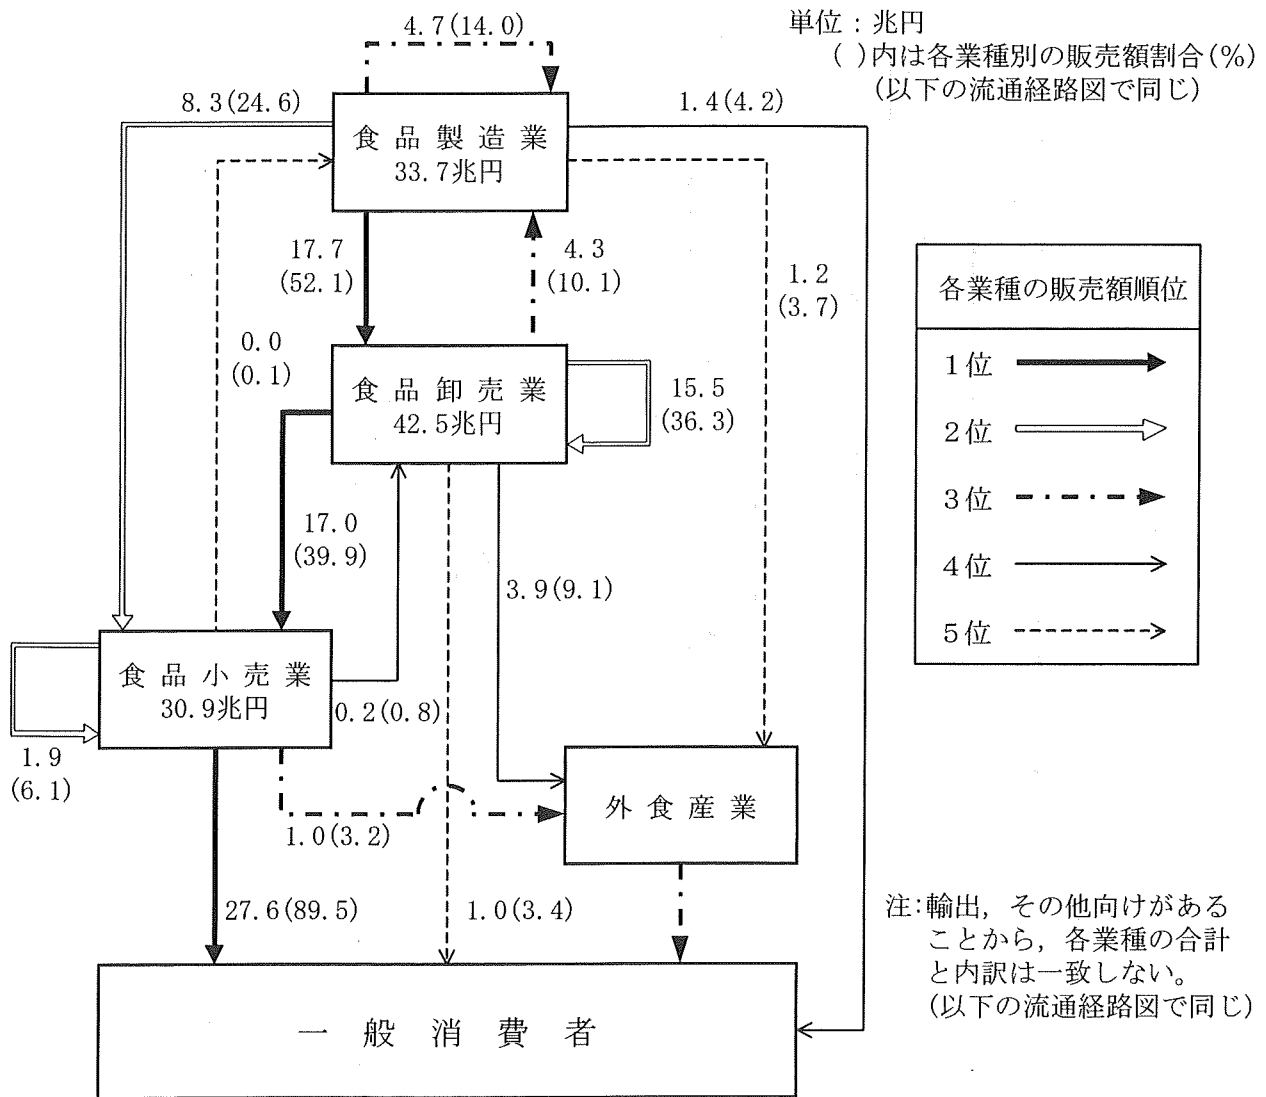 4.7(14.0)
単位：兆円
( )内は各業種別の販売額割合(%)
(以下の流通経路図で同じ)
8.3(24.6)
1.4(4.2)
食品製造業
33.7兆円
17.7
(52.1)
4.3
(10.1)
1.2
(3.7)
各業種の販売額順位
1位
2位
3位
4位
5位
0.0
(0.1)
食品卸売業
42.5兆円
15.5
(36.3)
17.0
(39.9)
3.9(9.1)
食品小売業
30.9兆円
0.2(0.8)
1.9
(6.1)
外食産業
1.0(3.2)
27.6(89.5)
1.0(3.4)
注:輸出，その他向けがある
ことから，各業種の合計
と内訳は一致しない。
(以下の流通経路図で同じ)
一般消費者